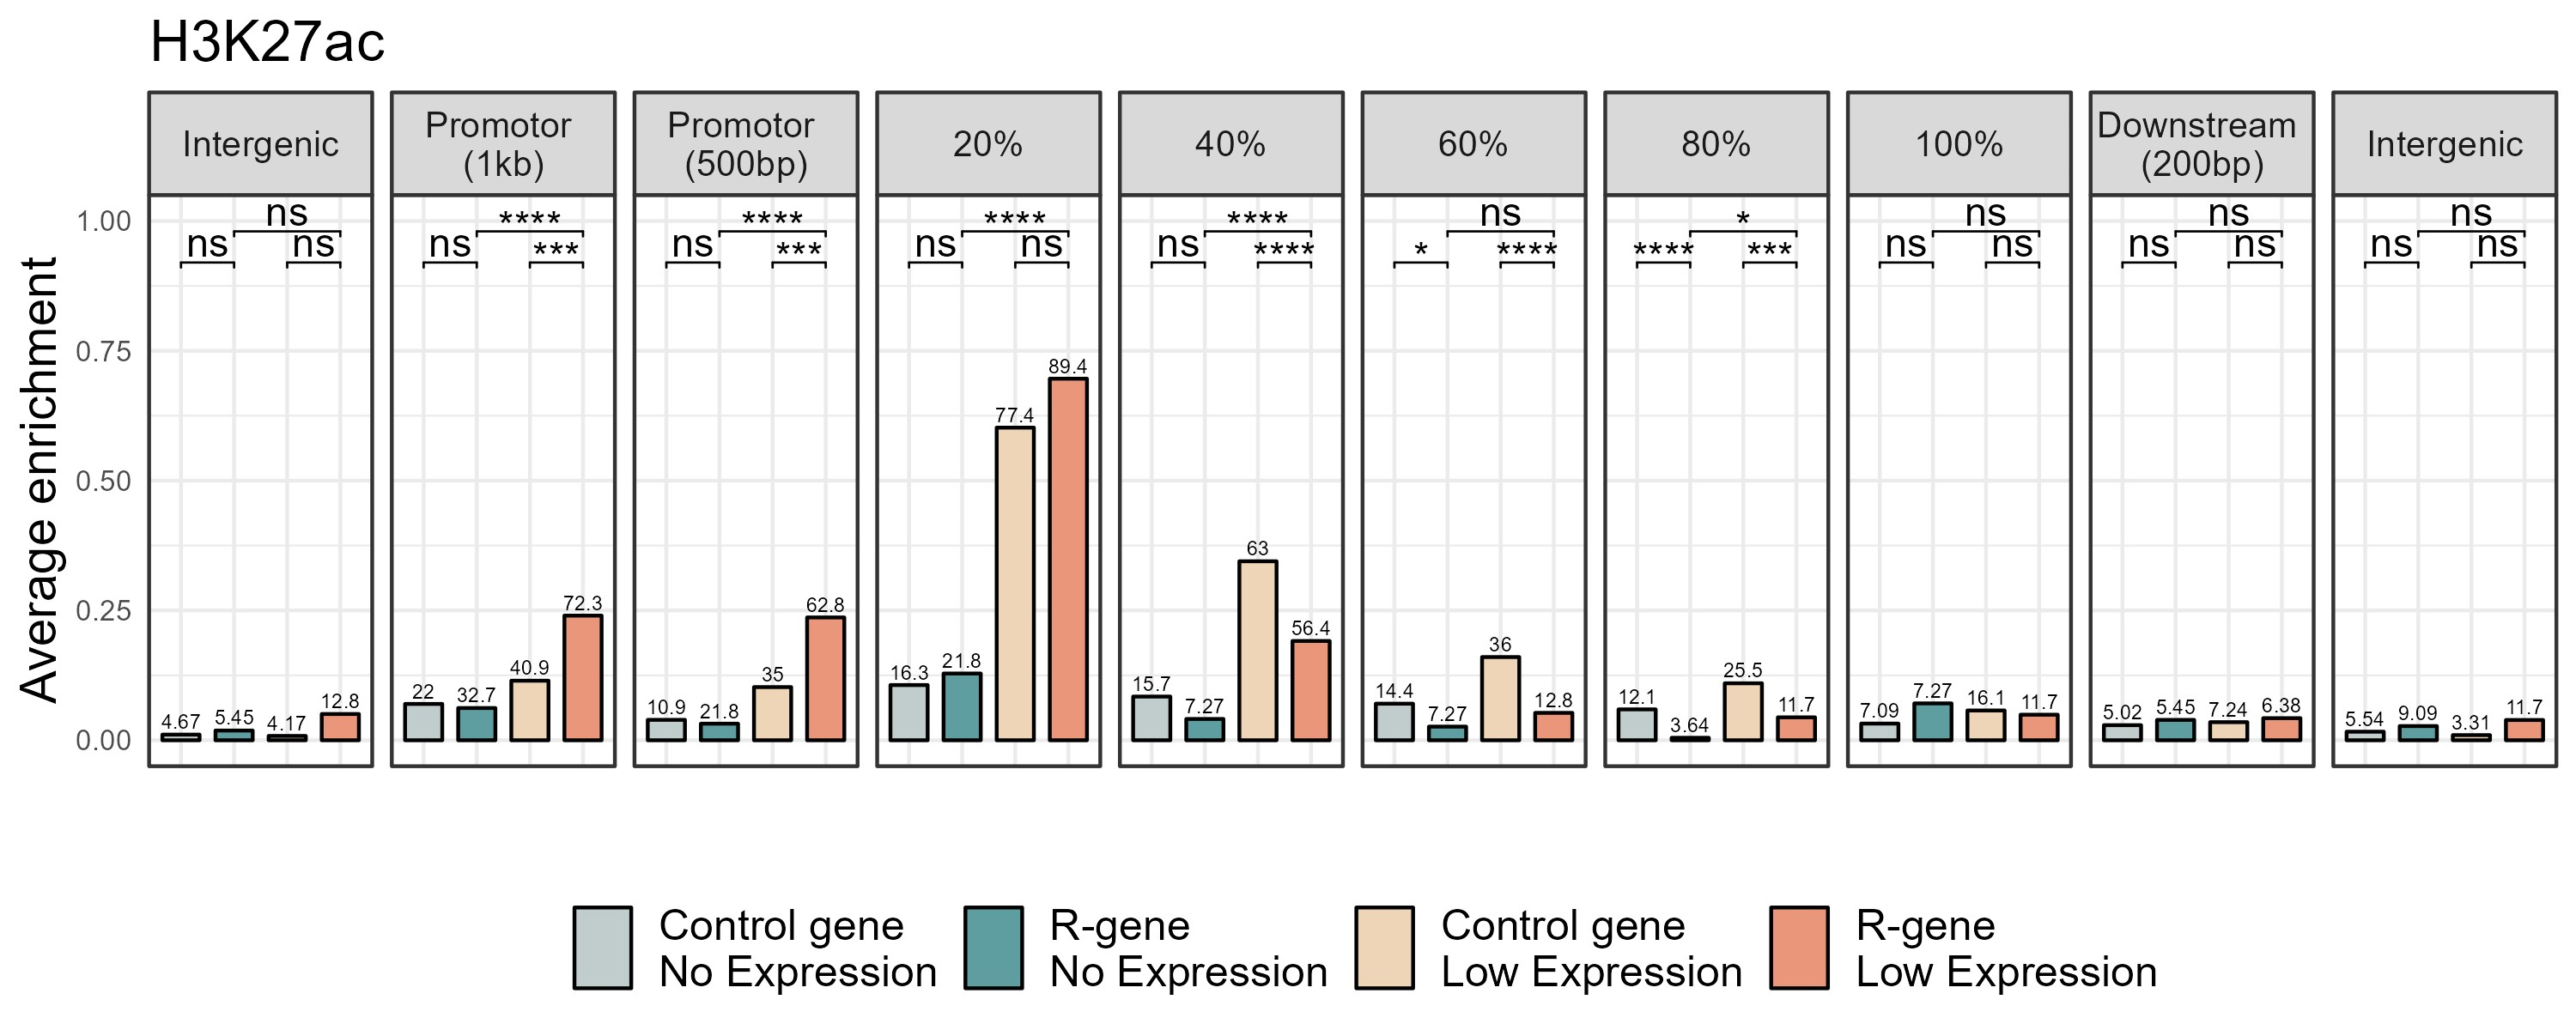 H3K27ac
Intergenic
Promotor
(1kb)
Promotor
(500bp)
20%
40%
60%
80%
100%
Downstream
(200bp)
Intergenic
Average enrichment
1.00
0.75
0.50
0.25
0.00
ns
ns ns
4.67 5.45 4.17 12.8
****
ns ***
22 32.7 40.9 72.3
****
ns ***
10.9 21.8 35 62.8
****
ns ns
16.3 21.8 77.4 89.4
****
ns ****
15.7 7.27 63 56.4
ns
* ****
14.4 7.27 36 12.8
*
**** ***
12.1 3.64 25.5 11.7
ns
ns ns
7.09 7.27 16.1 11.7
ns
ns ns
5.02 5.45 7.24 6.38
ns
ns ns
5.54 9.09 3.31 11.7
Control gene
No Expression
R-gene
No Expression
Control gene
Low Expression
R-gene
Low Expression